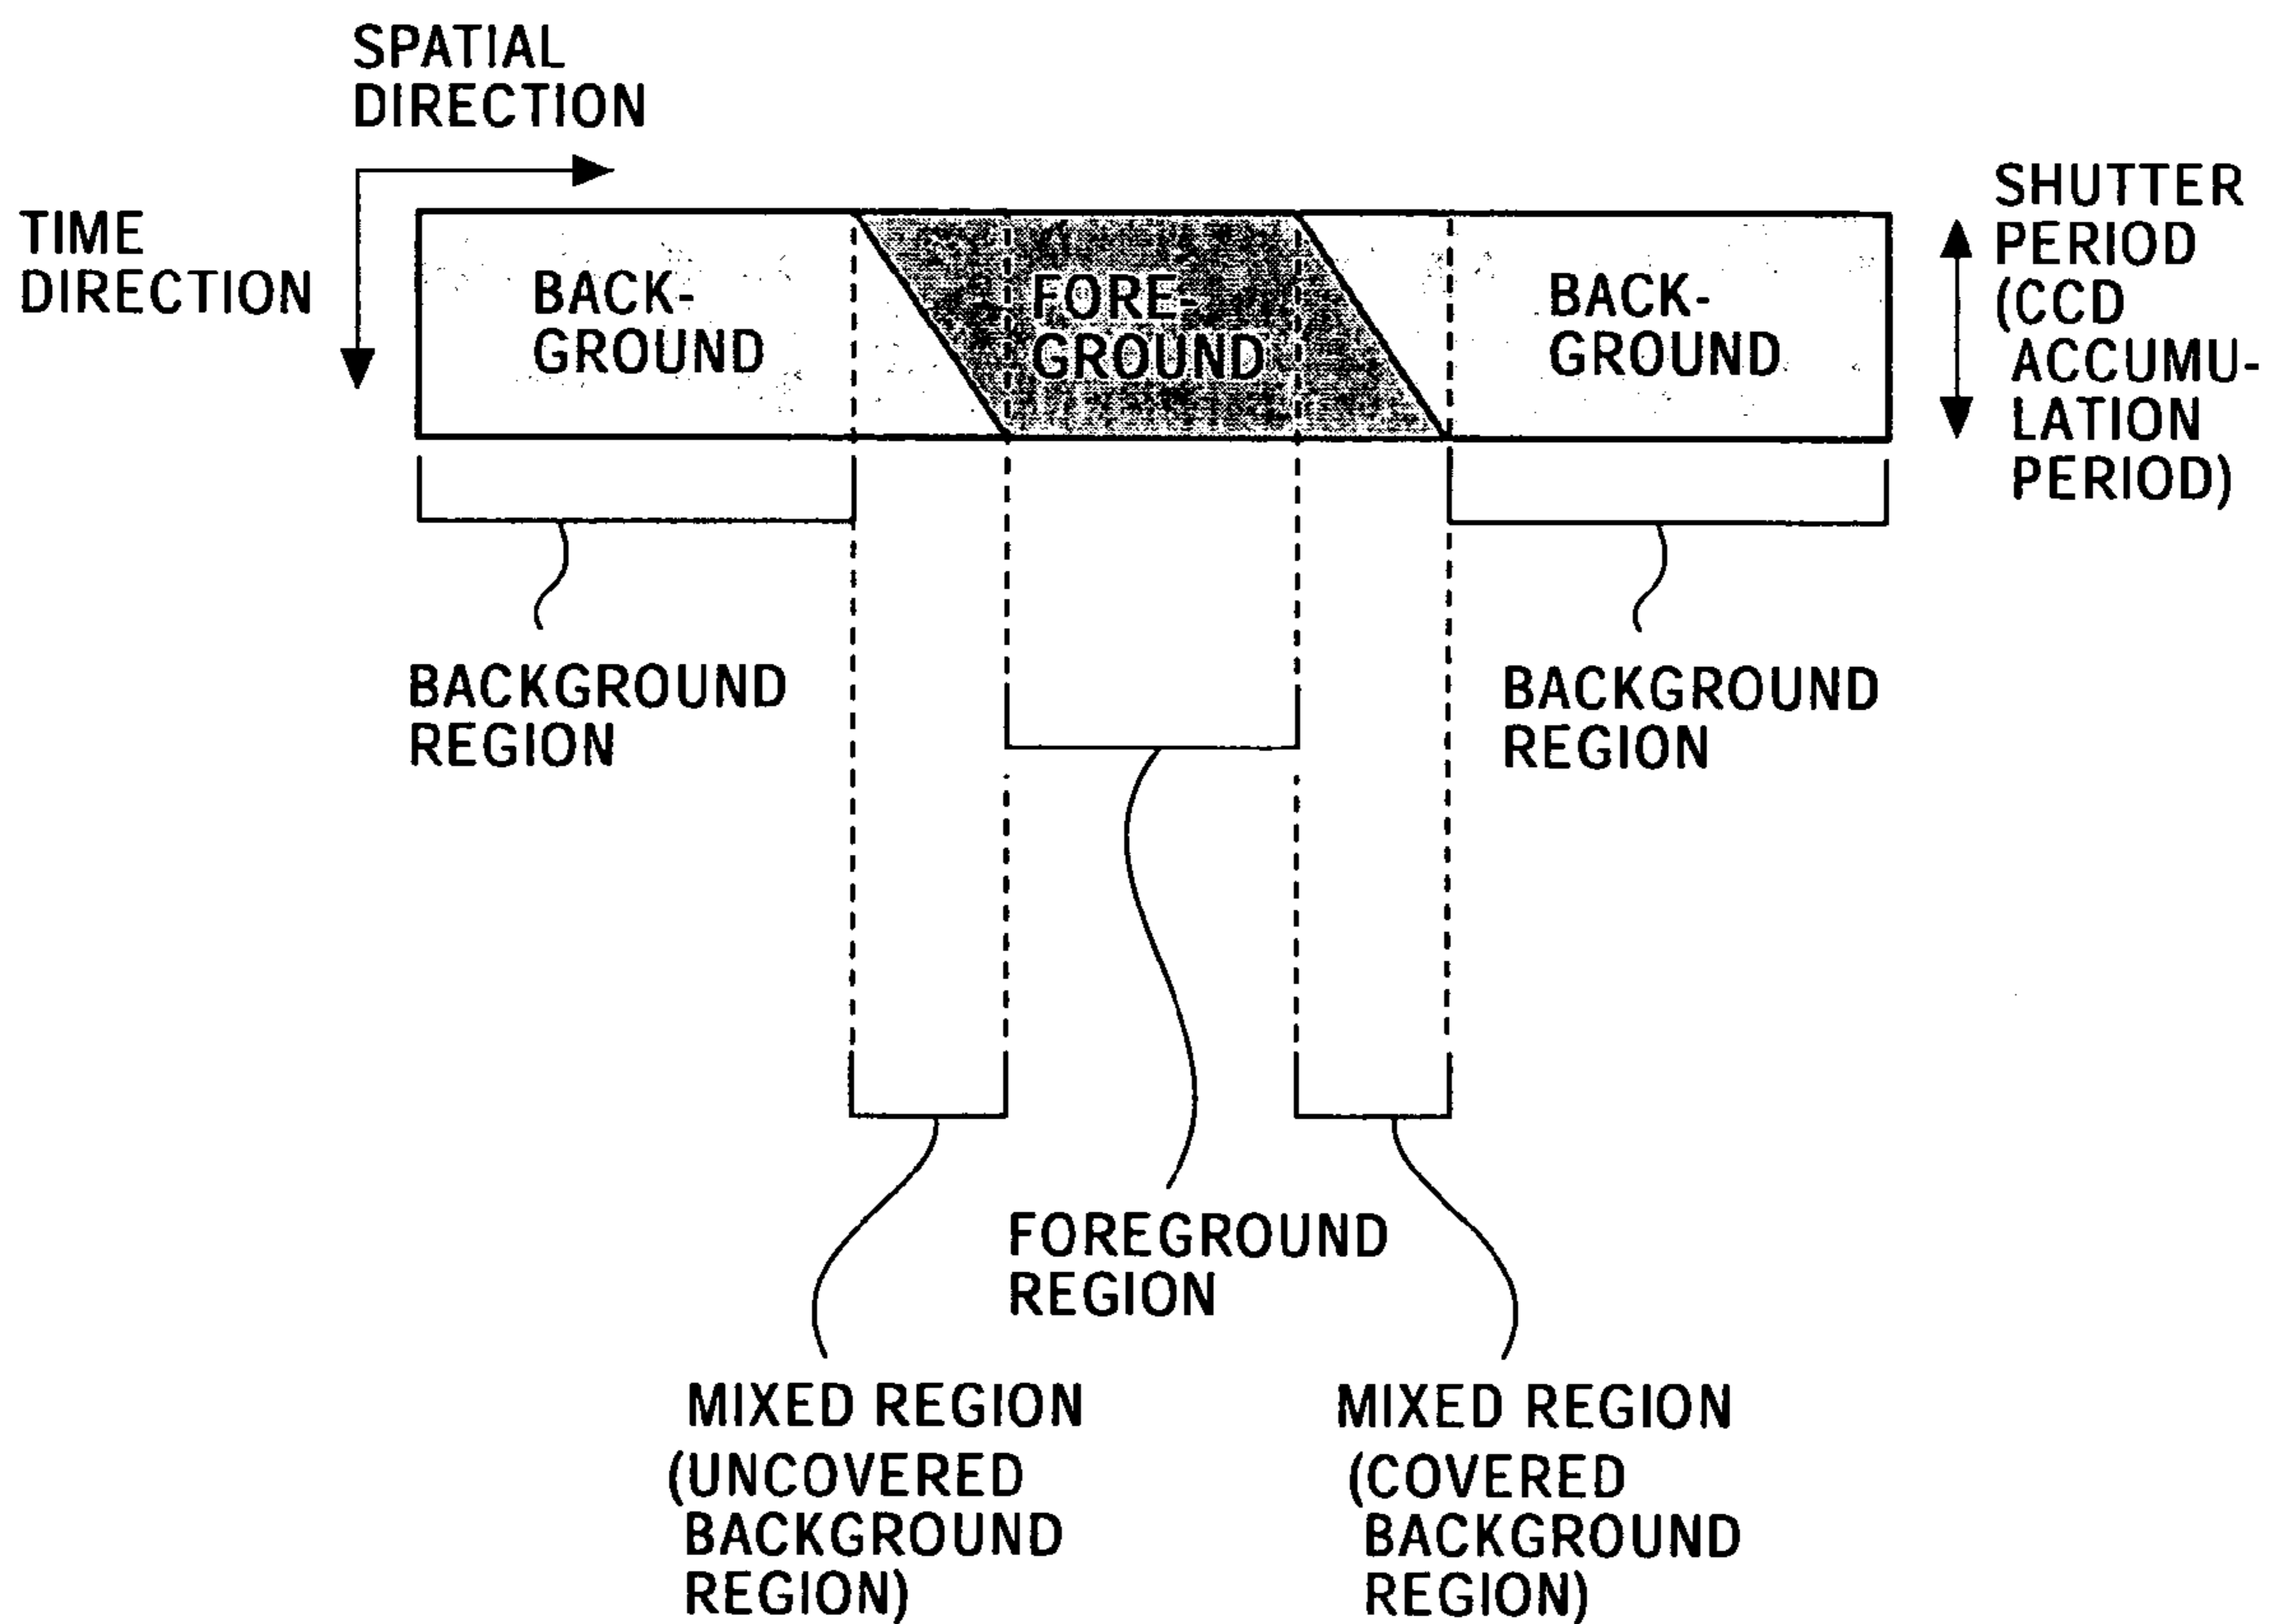 SPATIAL
DIRECTION
TIME
DIRECTION
BACK-
GROUND
FORE-
GROUND
BACK-
GROUND
SHUTTER
PERIOD
(CCD
ACCUMU-
LATION
PERIOD)
BACKGROUND
REGION
BACKGROUND
REGION
FOREGROUND
REGION
MIXED REGION
(UNCOVERED
BACKGROUND
REGION)
MIXED REGION
(COVERED
BACKGROUND
REGION)